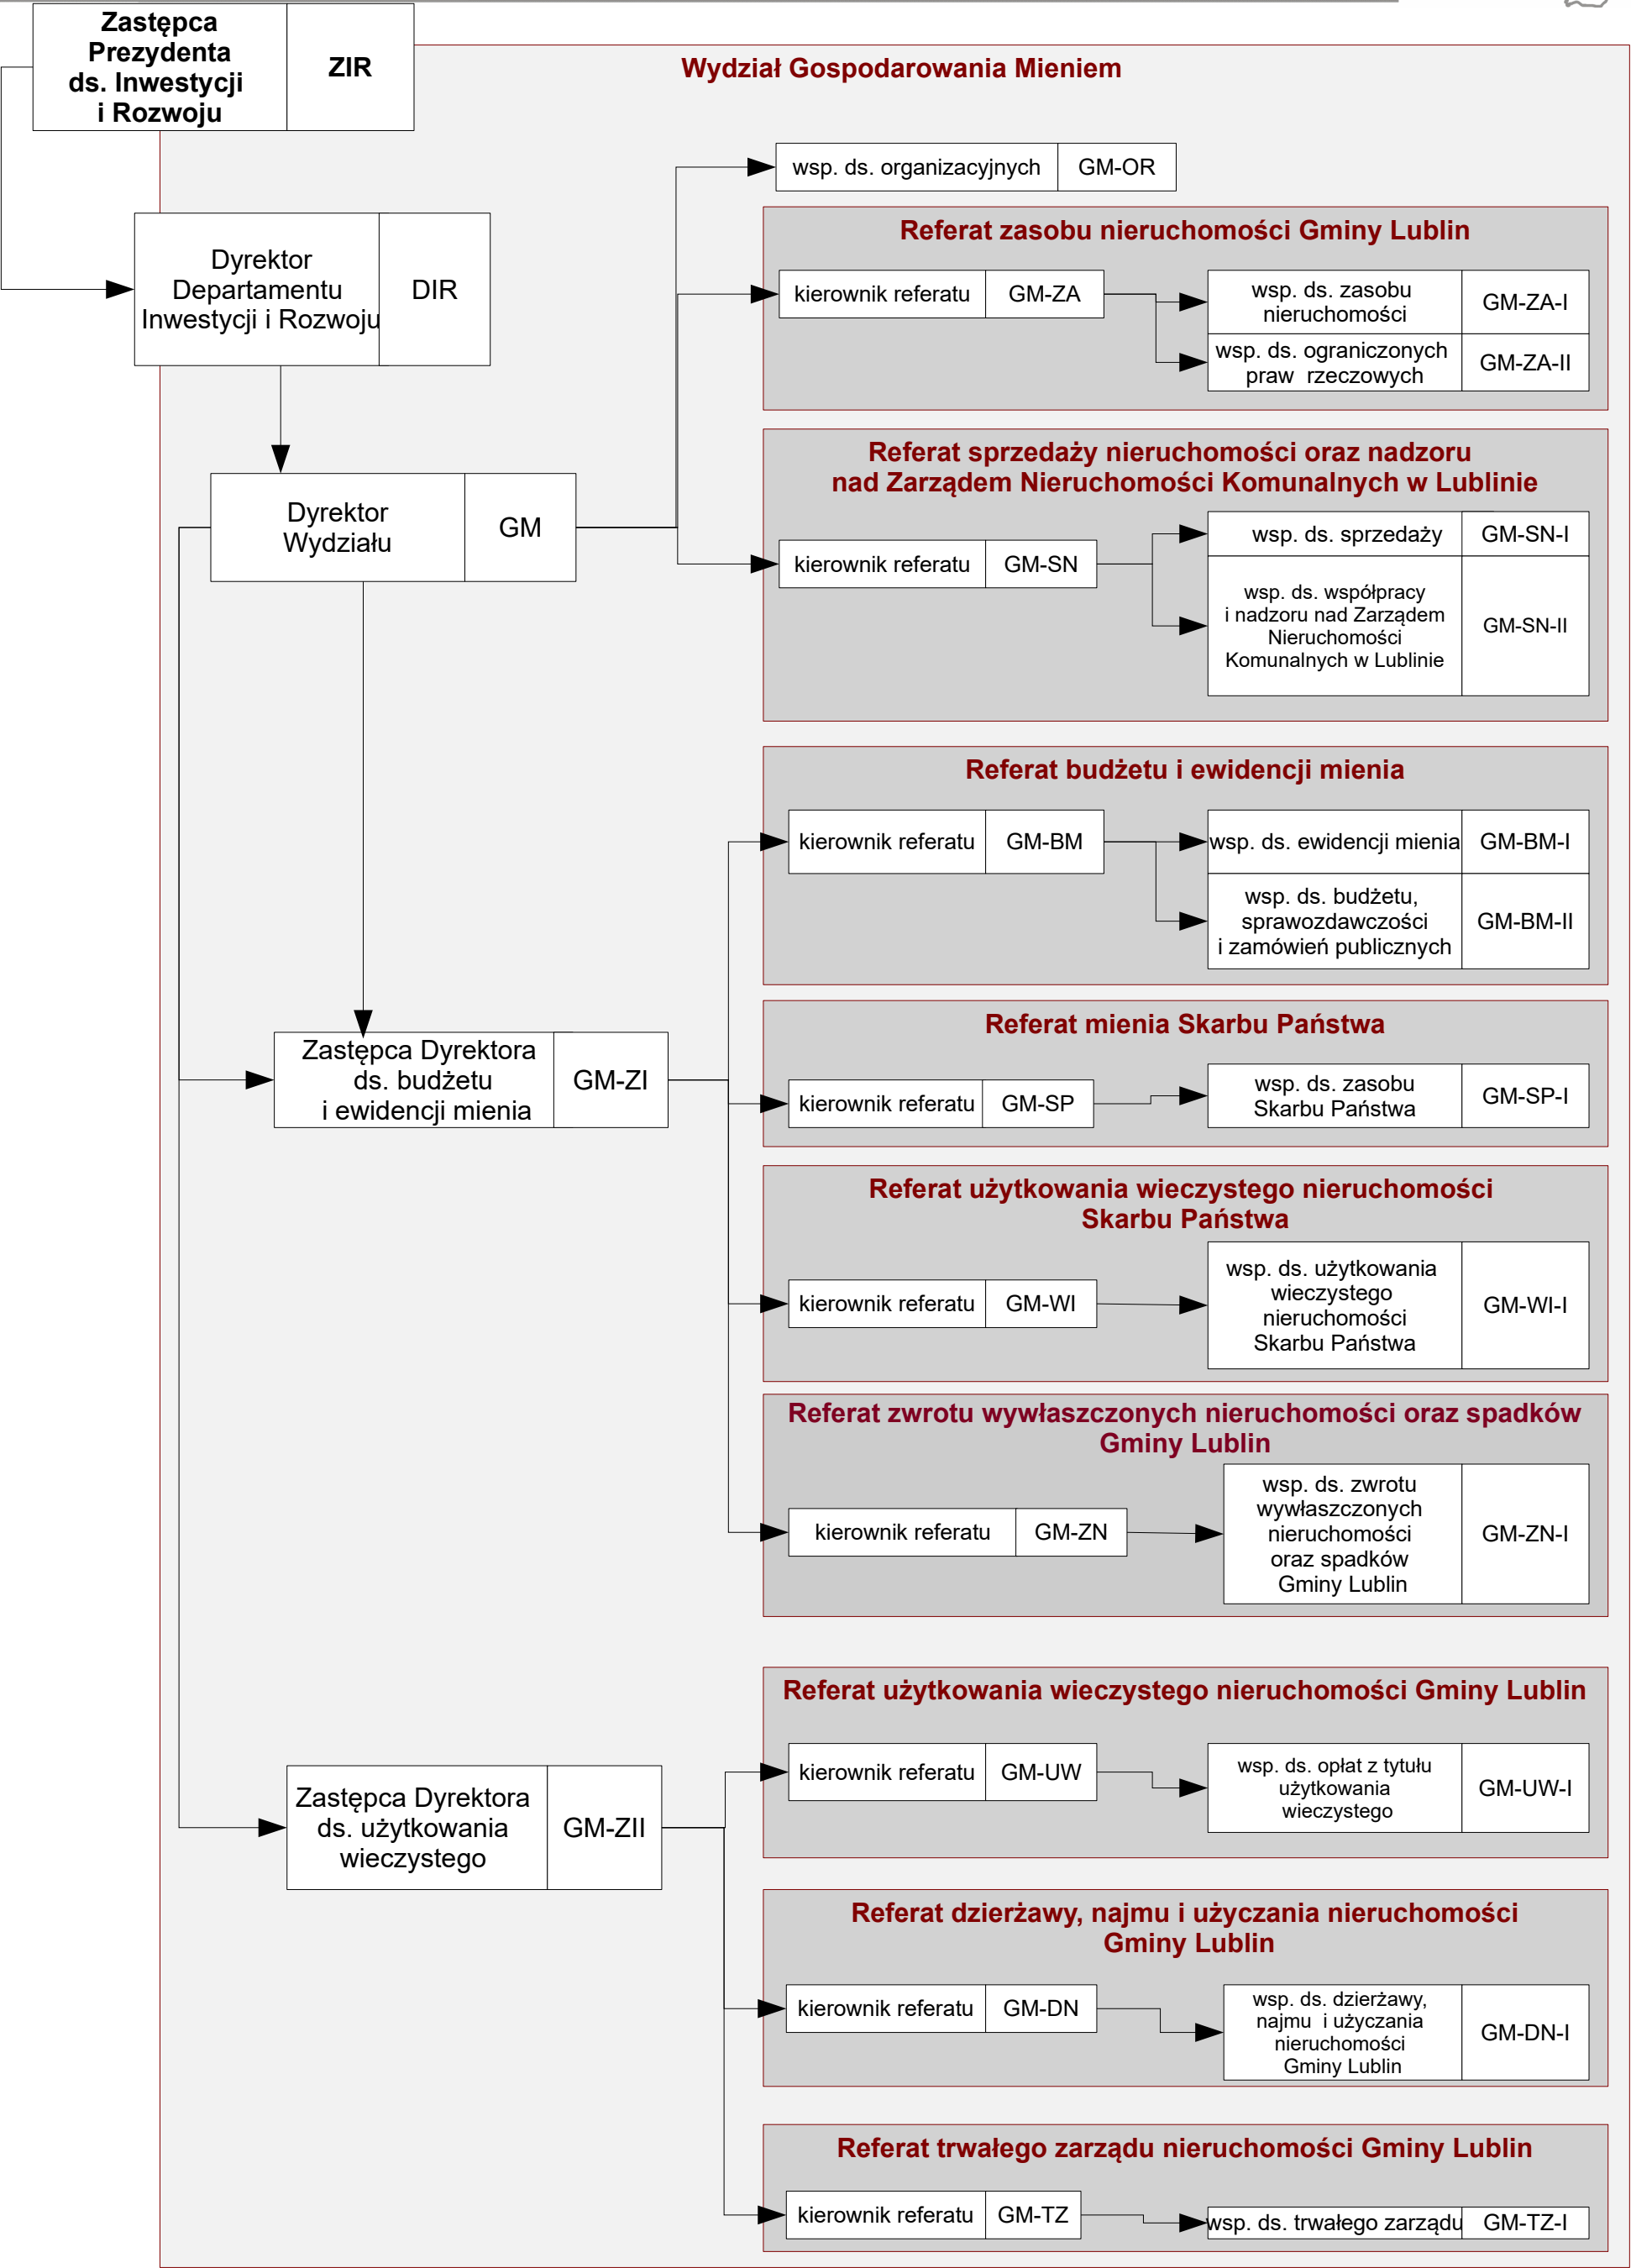 Zastępca
Prezydenta
ds. Inwestycji
i Rozwoju
ZIR
Wydział Gospodarowania Mieniem
wsp. ds. organizacyjnych
GM-OR
Dyrektor
Departamentu
Inwestycji i Rozwoju
DIR
Referat zasobu nieruchomości Gminy Lublin
kierownik referatu
GM-ZA
wsp. ds. zasobu
nieruchomości
GM-ZA-I
wsp. ds. ograniczonych
praw rzeczowych
GM-ZA-II
Dyrektor
Wydziału
GM
Referat sprzedaży nieruchomości oraz nadzoru
nad Zarządem Nieruchomości Komunalnych w Lublinie
kierownik referatu
GM-SN
wsp. ds. sprzedaży
GM-SN-I
wsp. ds. współpracy
i nadzoru nad Zarządem
Nieruchomości
Komunalnych w Lublinie
GM-SN-II
Referat budżetu i ewidencji mienia
kierownik referatu
GM-BM
wsp. ds. ewidencji mienia
GM-BM-I
wsp. ds. budżetu,
sprawozdawczości
i zamówień publicznych
GM-BM-II
Zastępca Dyrektora
ds. budżetu
i ewidencji mienia
GM-ZI
Referat mienia Skarbu Państwa
kierownik referatu
GM-SP
wsp. ds. zasobu
Skarbu Państwa
GM-SP-I
Referat użytkowania wieczystego nieruchomości
Skarbu Państwa
kierownik referatu
GM-WI
wsp. ds. użytkowania
wieczystego
nieruchomości
Skarbu Państwa
GM-WI-I
Referat zwrotu wywłaszczonych nieruchomości oraz spadków
Gminy Lublin
kierownik referatu
GM-ZN
wsp. ds. zwrotu
wywłaszczonych
nieruchomości
oraz spadków
Gminy Lublin
GM-ZN-I
Zastępca Dyrektora
ds. użytkowania
wieczystego
GM-ZII
Referat użytkowania wieczystego nieruchomości Gminy Lublin
kierownik referatu
GM-UW
wsp. ds. opłat z tytułu
użytkowania
wieczystego
GM-UW-I
Referat dzierżawy, najmu i użyczania nieruchomości
Gminy Lublin
kierownik referatu
GM-DN
wsp. ds. dzierżawy,
najmu i użyczania
nieruchomości
Gminy Lublin
GM-DN-I
Referat trwałego zarządu nieruchomości Gminy Lublin
kierownik referatu
GM-TZ
wsp. ds. trwałego zarządu
GM-TZ-I